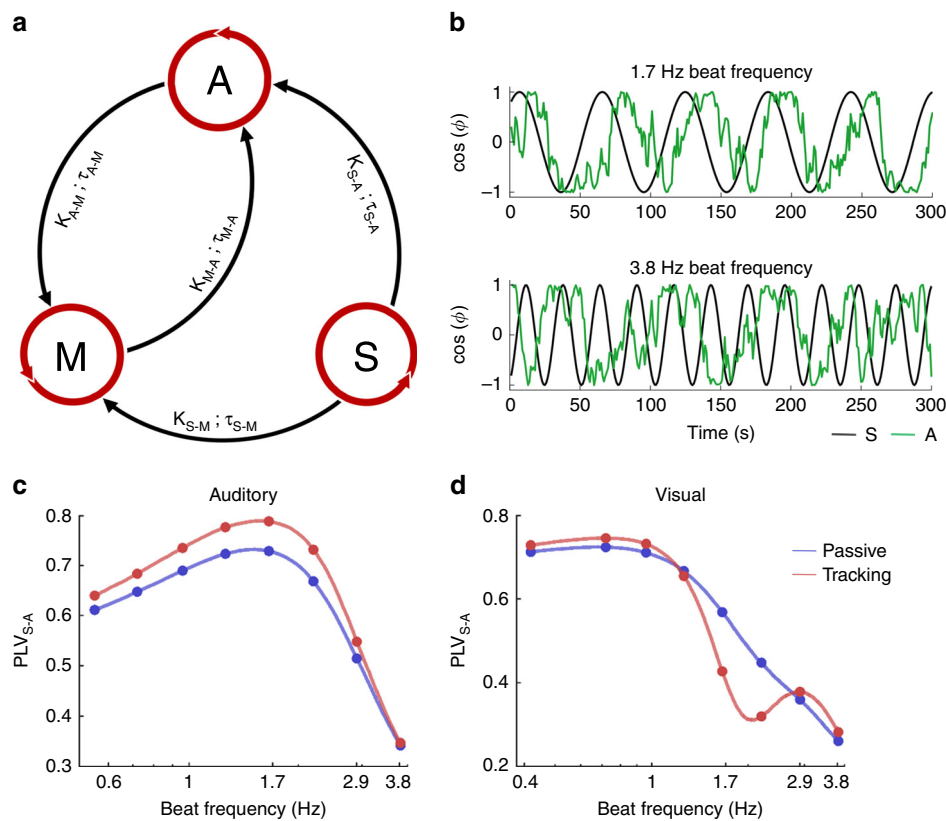 a
A
K_A-M ; τ_A-M
K_M-A ; τ_M-A
K_S-A ; τ_S-A
M
S
K_S-M ; τ_S-M
b
1.7 Hz beat frequency
cos (ϕ)
1
0
−1
0 50 100 150 200 250 300
3.8 Hz beat frequency
cos (ϕ)
1
0
−1
0 50 100 150 200 250 300
Time (s)
S A
c
Auditory
PLV_S-A
0.8
0.7
0.6
0.5
0.4
0.3
0.6 1 1.7 2.9 3.8
Beat frequency (Hz)
d
Visual
Passive
Tracking
PLV_S-A
0.8
0.6
0.4
0.2
0.4 1 1.7 2.9 3.8
Beat frequency (Hz)